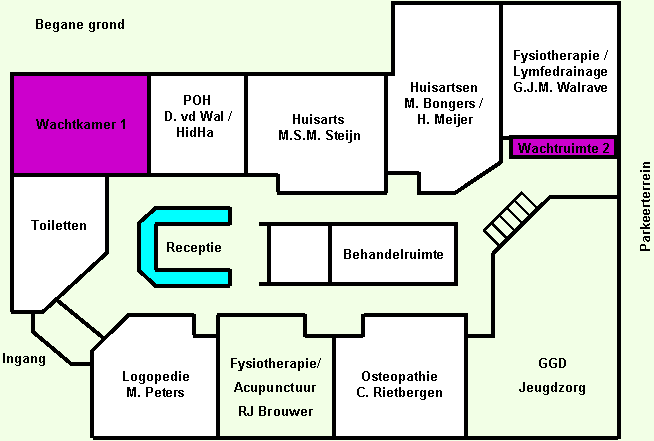 Begane grond
Wachtkamer 1
POH
D. vd Wal /
HidHa
Huisarts
M.S.M. Steijn
Huisartsen
M. Bongers /
H. Meijer
Fysiotherapie /
Lymfedrainage
G.J.M. Walrave
Wachtruimte 2
Parkeerterrein
Toiletten
Receptie
Behandelruimte
Ingang
Logopedie
M. Peters
Fysiotherapie/
Acupunctuur
RJ Brouwer
Osteopathie
C. Rietbergen
GGD
Jeugdzorg